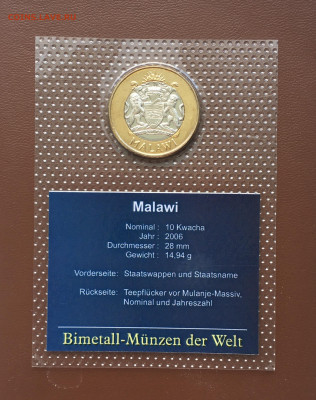 MALAWI
Malawi
Nominal : 10 Kwacha
Jahr : 2006
Durchmesser : 28 mm
Gewicht : 14,94 g
Vorderseite: Staatswappen und Staatsname
Rückseite: Teepflücker vor Mulanje-Massiv,
Nominal und Jahreszahl
Bimetall-Münzen der Welt